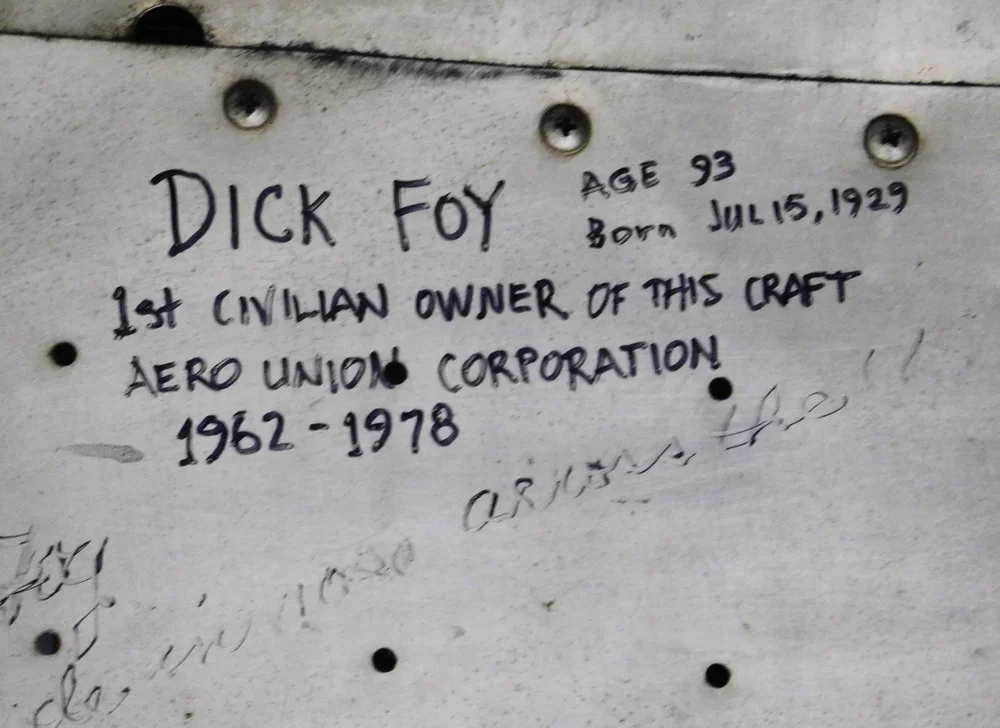 DICK FOY AGE 93
Born JUL 15, 1929
1st CIVILIAN OWNER OF THIS CRAFT
AERO UNION CORPORATION
1962-1978